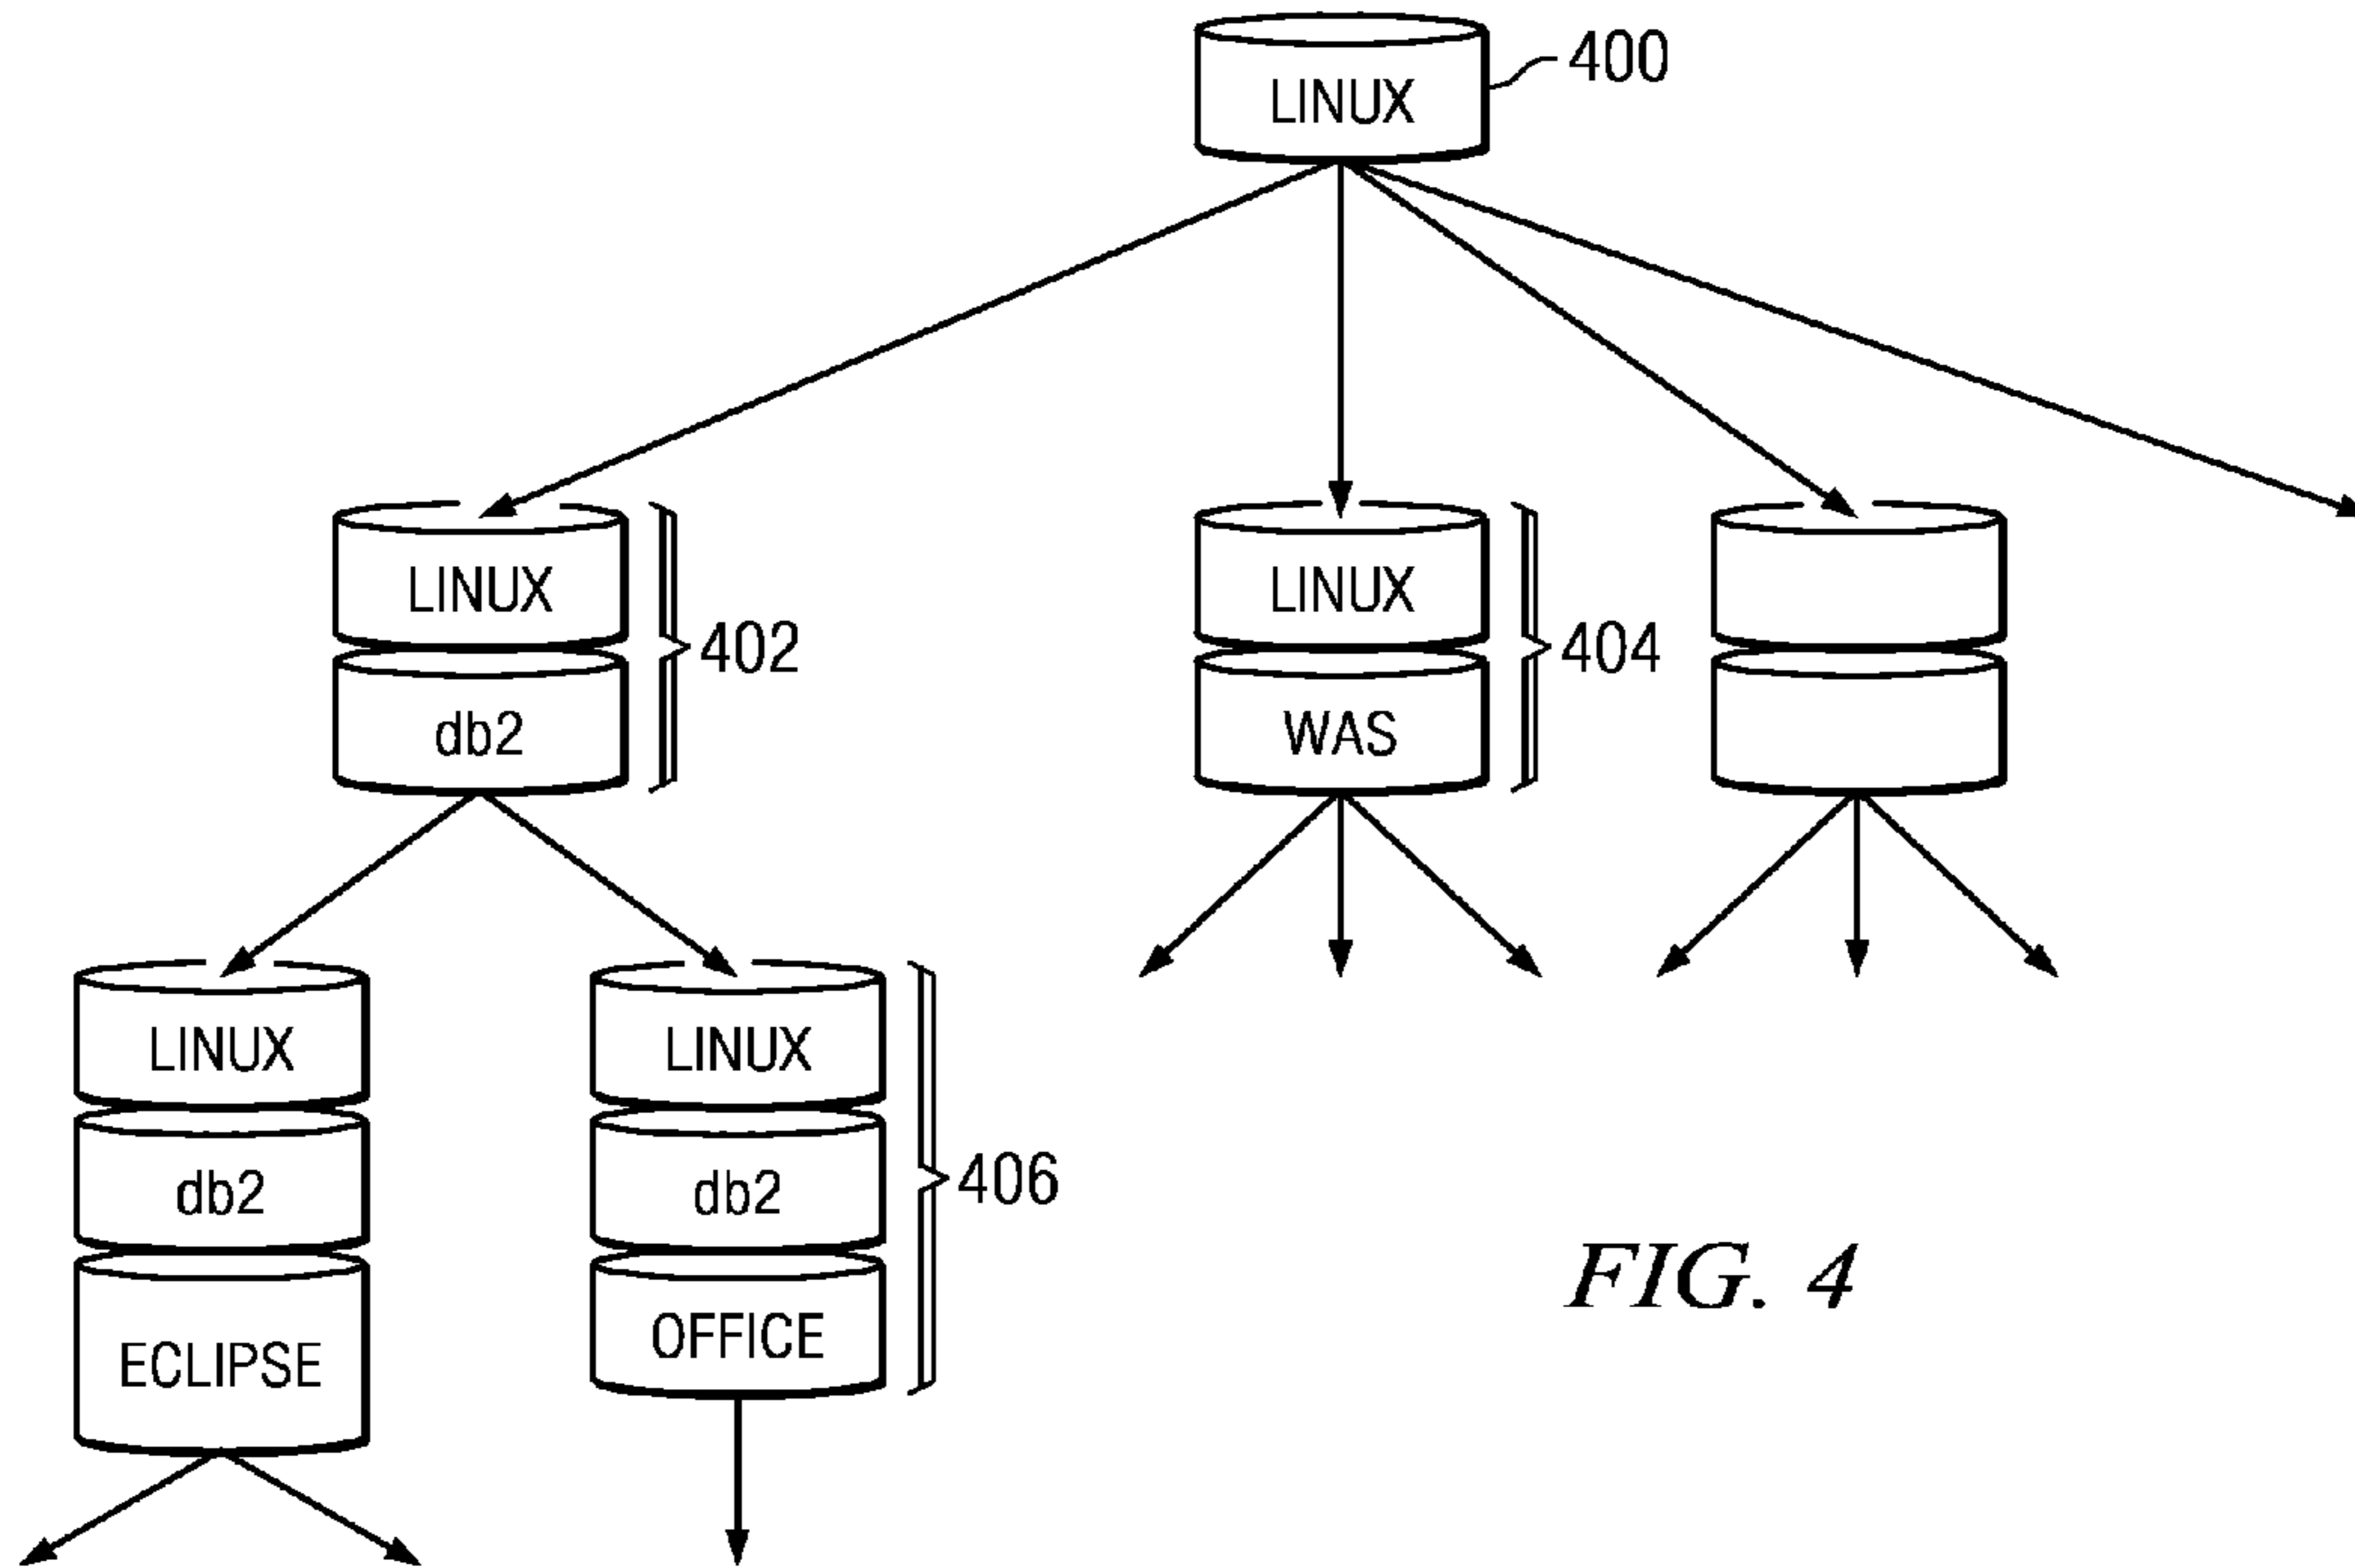 LINUX
400
LINUX
db2
402
LINUX
WAS
404
LINUX
db2
ECLIPSE
LINUX
db2
OFFICE
406
FIG. 4